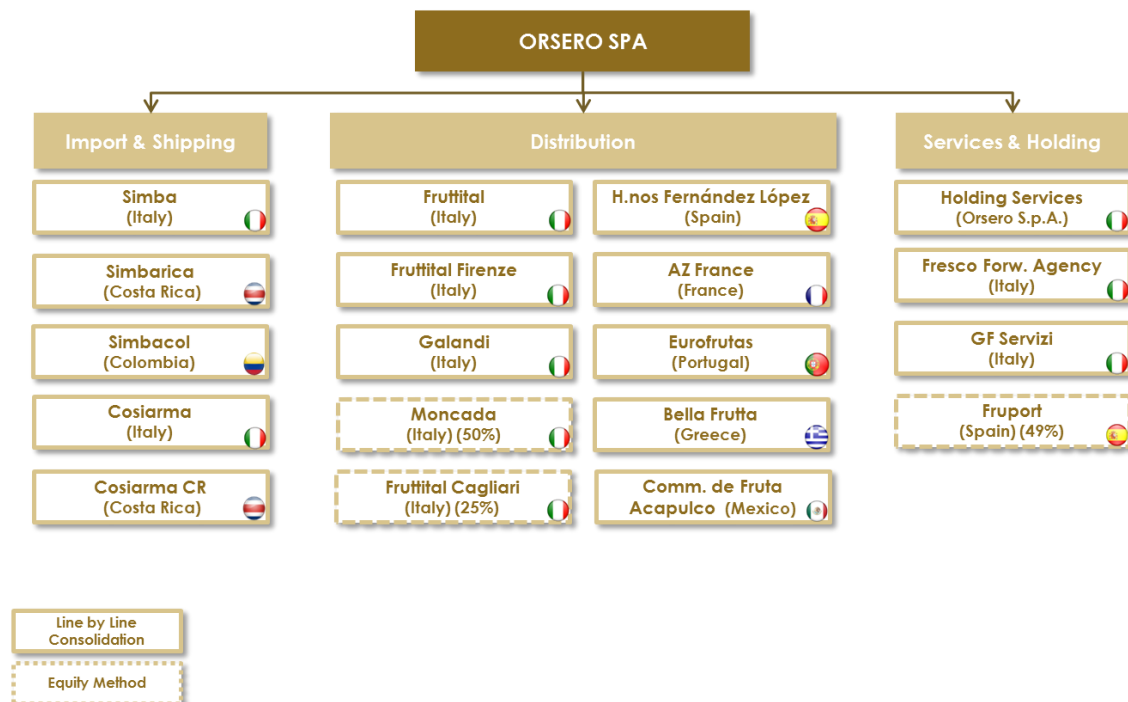 ORSERO SPA
Import & Shipping
Simba
(Italy)
Simbarica
(Costa Rica)
Simbacol
(Colombia)
Cosiarma
(Italy)
Cosiarma CR
(Costa Rica)
Distribution
Fruttital
(Italy)
Fruttital Firenze
(Italy)
Galandi
(Italy)
Moncada
(Italy) (50%)
Fruttital Cagliari
(Italy) (25%)
H.nos Fernández López
(Spain)
AZ France
(France)
Eurofrutas
(Portugal)
Bella Frutta
(Greece)
Comm. de Fruta
Acapulco (Mexico)
Services & Holding
Holding Services
(Orsero S.p.A.)
Fresco Forw. Agency
(Italy)
GF Servizi
(Italy)
Fruport
(Spain) (49%)
Line by Line
Consolidation
Equity Method